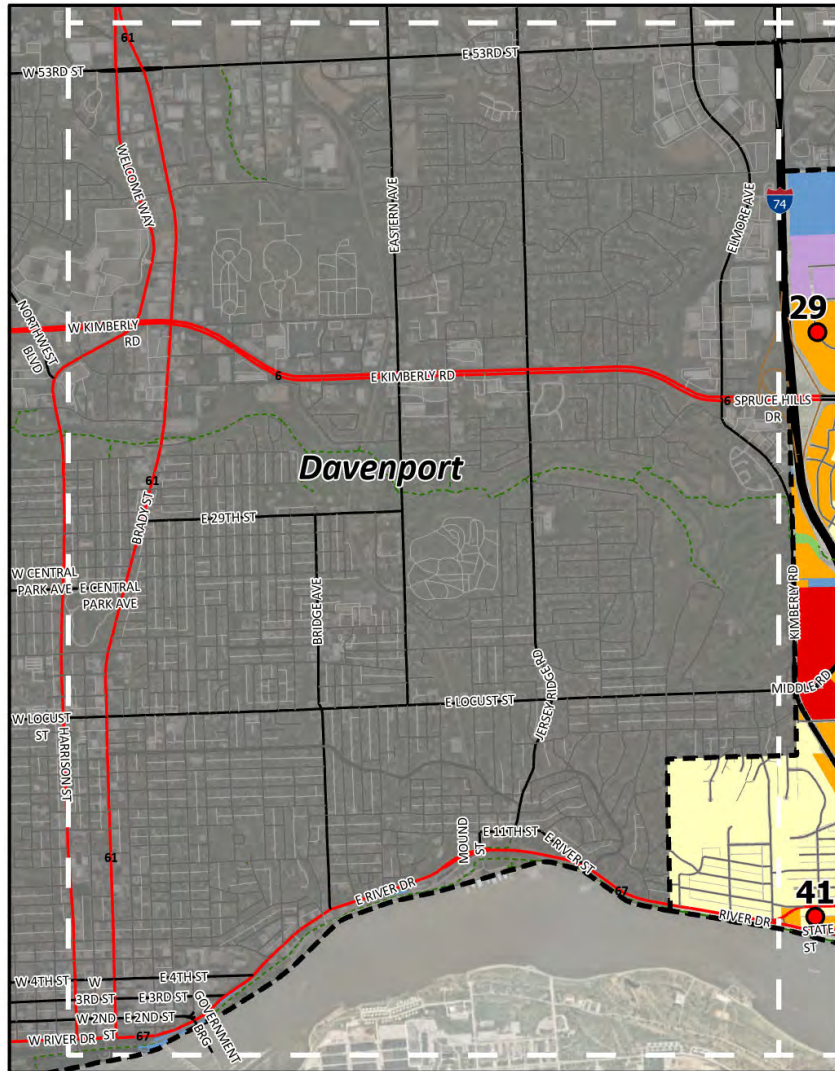 61
E 53RD ST
W 53RD ST
WELCOME WAY
EASTERN AVE
ELMORE AVE
74
29
NORTHWEST
BLVD
W KIMBERLY
RD
6
E KIMBERLY RD
6
SPRUCE HILLS
DR
Davenport
61
BRADY ST
E 29TH ST
W CENTRAL
PARK AVE
E CENTRAL
PARK AVE
BRIDGE AVE
KIMBERLY RD
JERSEY RIDGE RD
MIDDLE RD
E LOCUST ST
W LOCUST
ST
HARRISON ST
61
MOUND
ST
E 11TH ST
E RIVER ST
E RIVER DR
67
RIVER DR
41
STATE
ST
W 4TH ST
E 4TH ST
W
3RD ST
E 3RD ST
W 2ND
ST
E 2ND ST
GOVERNMENT
BRG
W RIVER DR
67